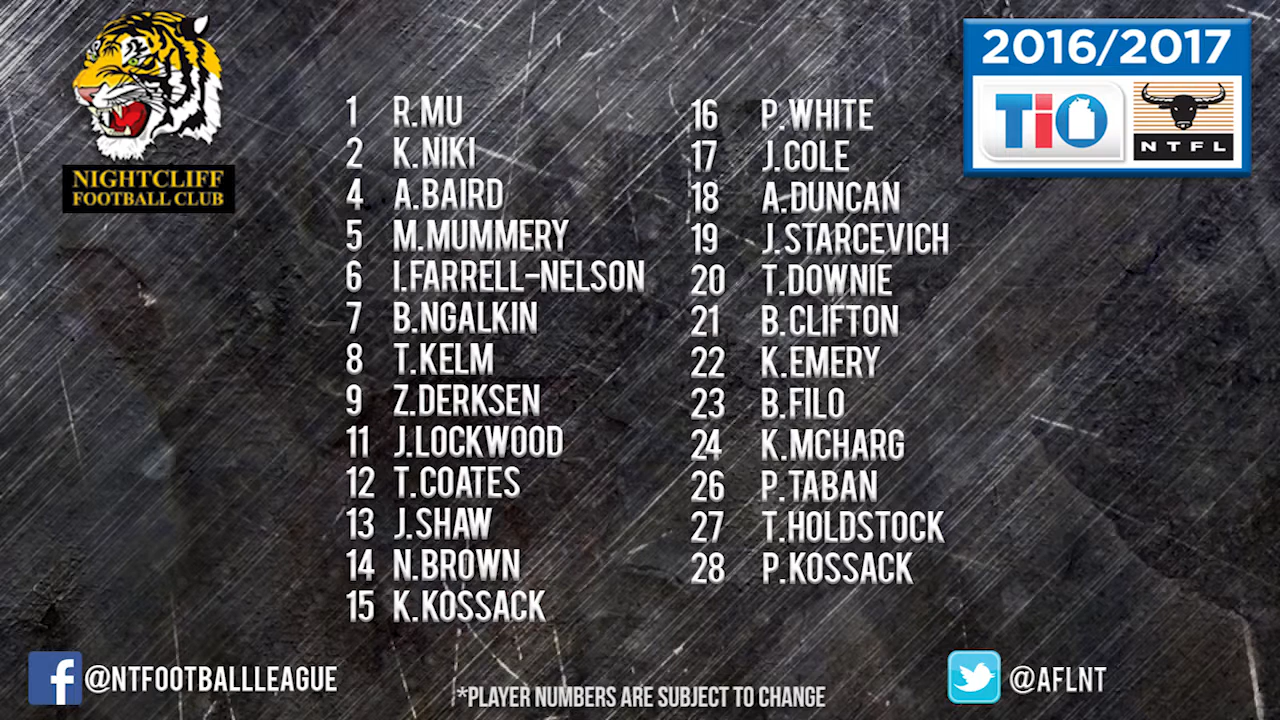 NIGHTCLIFF
FOOTBALL CLUB
2016/2017
TiO
NTFL
1 R.MU
2 K.NIKI
4 A.BAIRD
5 M.MUMMERY
6 I.FARRELL-NELSON
7 B.NGALKIN
8 T.KELM
9 Z.DERKSEN
11 J.LOCKWOOD
12 T.COATES
13 J.SHAW
14 N.BROWN
15 K.KOSSACK
16 P.WHITE
17 J.COLE
18 A.DUNCAN
19 J.STARCEVICH
20 T.DOWNIE
21 B.CLIFTON
22 K.EMERY
23 B.FILO
24 K.MCHARG
26 P.TABAN
27 T.HOLDSTOCK
28 P.KOSSACK
f @NTFOOTBALLLEAGUE
*PLAYER NUMBERS ARE SUBJECT TO CHANGE
@AFLNT